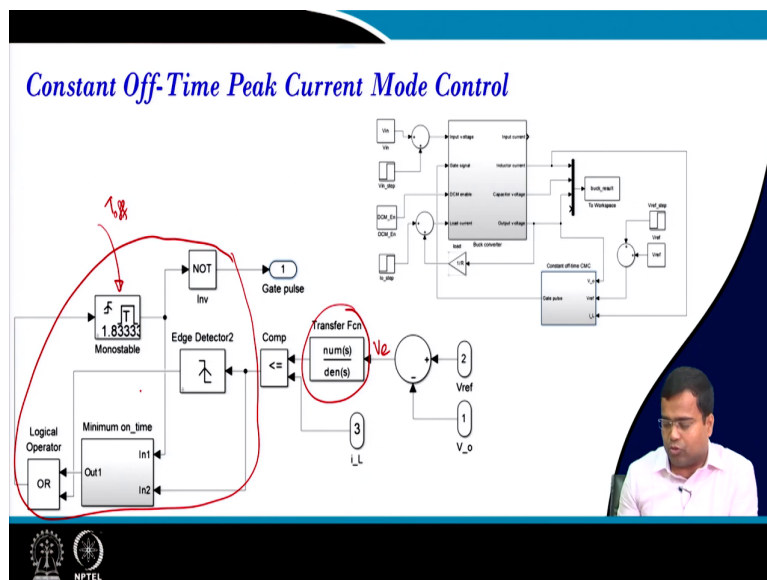 Constant Off-Time Peak Current Mode Control
Vin
Vin
Vin_step
DCM_En
DCM_En
Io_step
Input voltage
Gate signal
DCM enable
Load current
Input current
Inductor current
Capacitor voltage
Output voltage
Buck converter
load
1/R
buck_result
To Workspace
Vref_step
Vref
Vref
Constant off-time CMC
Gate pulse
V_o
Vref
i_L
NOT
Inv
1
Gate pulse
1.83333
Monostable
Edge Detector2
Comp
<=
Transfer Fcn
num(s)
den(s)
Ve
+
−
2
Vref
1
V_o
3
i_L
Logical
Operator
OR
Minimum on_time
In1
Out1
In2
NPTEL